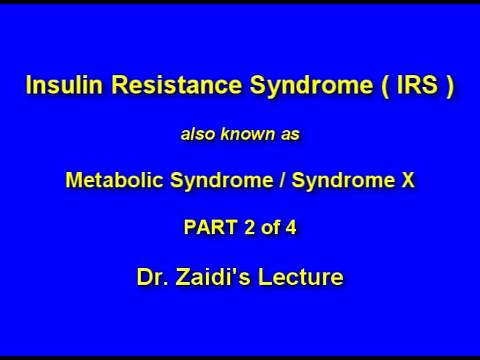 Insulin Resistance Syndrome ( IRS )
also known as
Metabolic Syndrome / Syndrome X
PART 2 of 4
Dr. Zaidi's Lecture